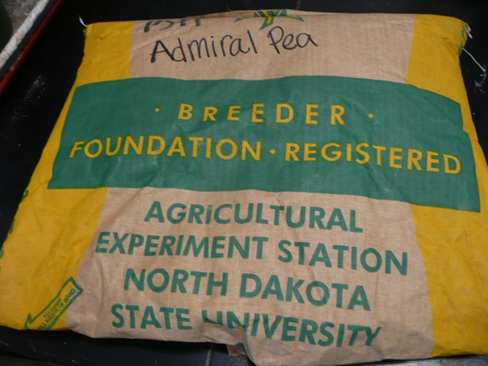 Admiral Pea
· BREEDER ·
FOUNDATION · REGISTERED
AGRICULTURAL
EXPERIMENT STATION
NORTH DAKOTA
STATE UNIVERSITY